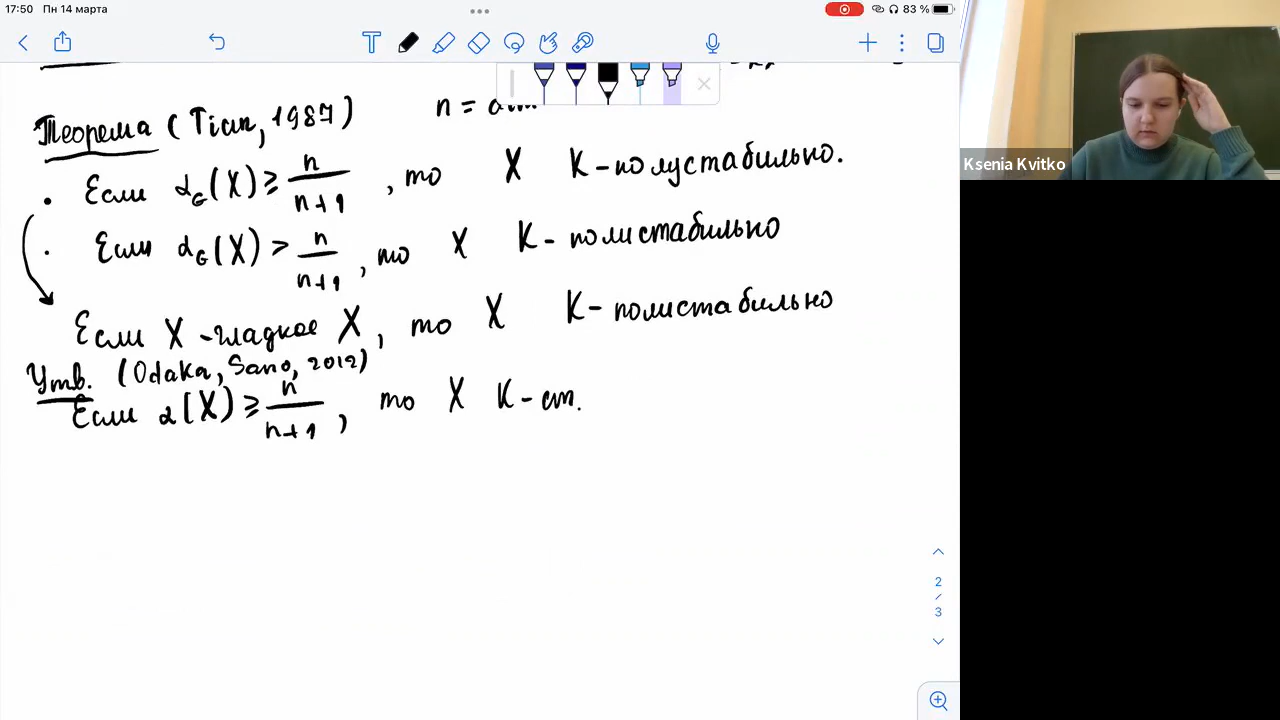 17:50 Пн 14 марта
83 %
Теорема (Tian, 1987) n =
• Если α_G(X) ≥ n/(n+1), то X K-полустабильно.
• Если α_G(X) > n/(n+1), то X K-полистабильно
Если X-гладкое X, то X K-полистабильно
Утв. (Odaka, Sano, 2012)
Если α(X) ≥ n/(n+1), то X K-ст.
Ksenia Kvitko
2
3